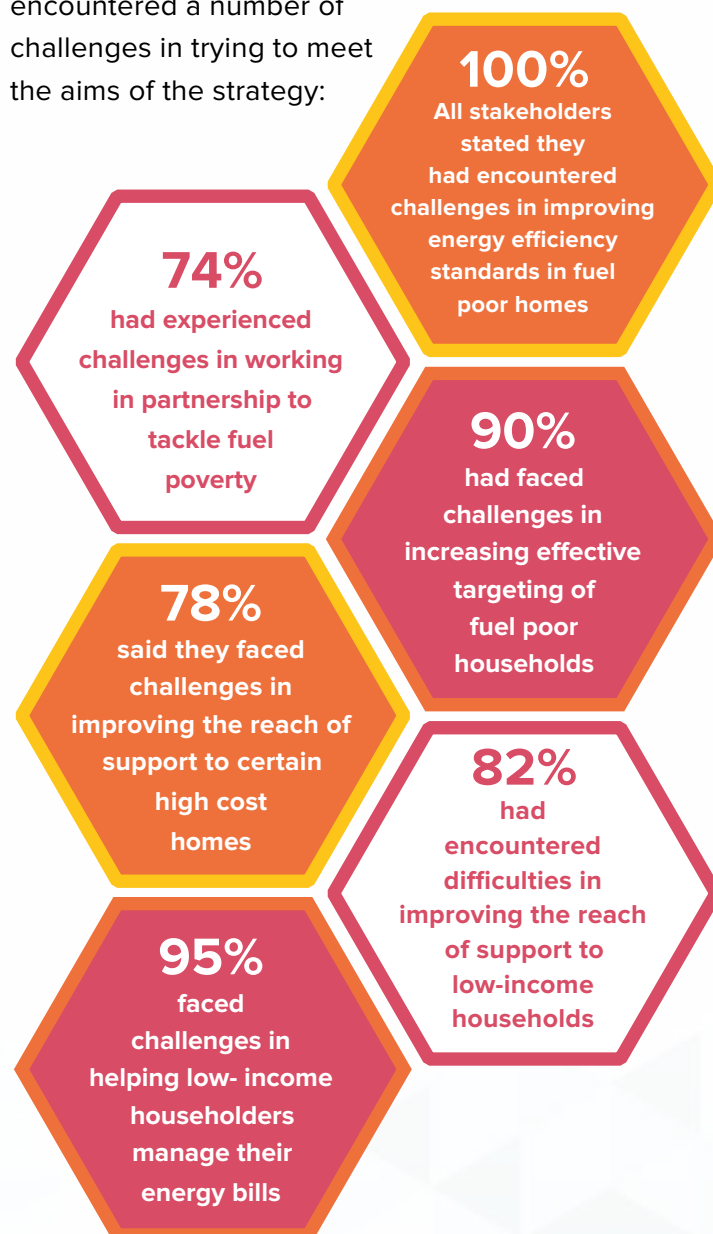 encountered a number of
challenges in trying to meet
the aims of the strategy:
100%
All stakeholders
stated they
had encountered
challenges in improving
energy efficiency
standards in fuel
poor homes
74%
had experienced
challenges in working
in partnership to
tackle fuel
poverty
90%
had faced
challenges in
increasing effective
targeting of
fuel poor
households
78%
said they faced
challenges in
improving the reach of
support to certain
high cost
homes
82%
had
encountered
difficulties in
improving the reach
of support to
low-income
households
95%
faced
challenges in
helping low- income
householders
manage their
energy bills